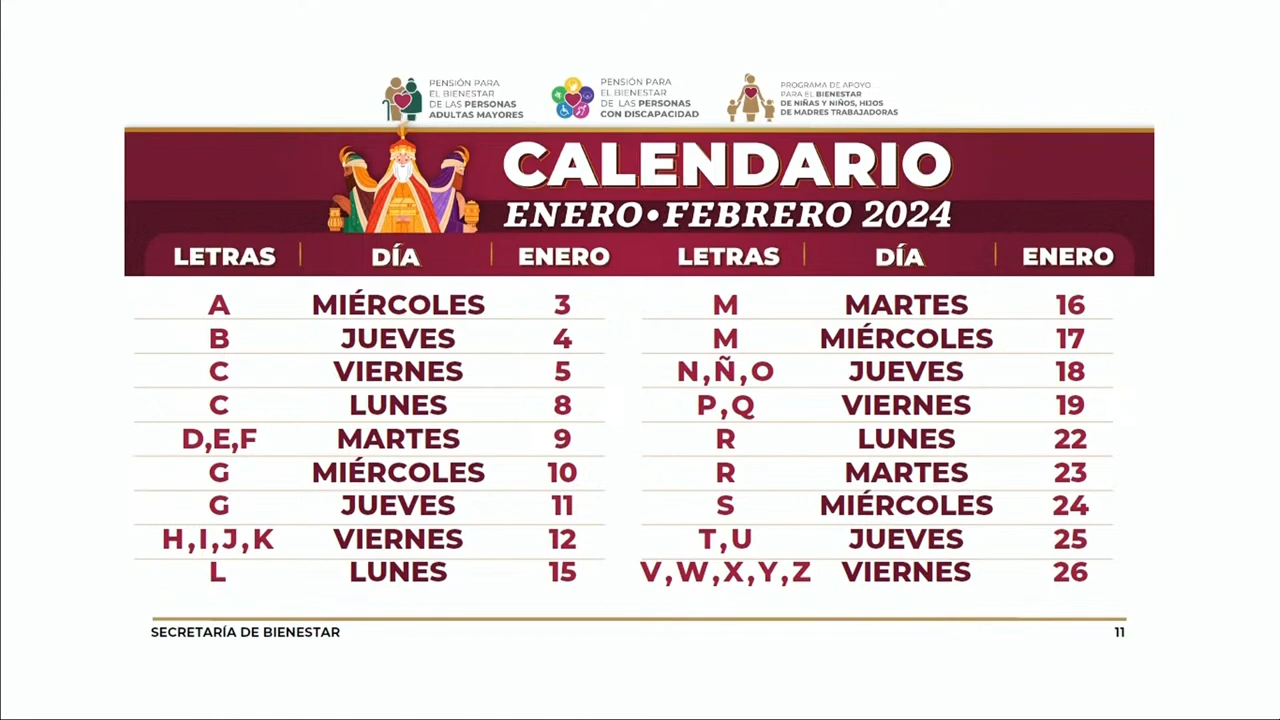 PENSIÓN PARA
EL BIENESTAR
DE LAS PERSONAS
ADULTAS MAYORES
PENSIÓN PARA
EL BIENESTAR
DE LAS PERSONAS
CON DISCAPACIDAD
PROGRAMA DE APOYO
PARA EL BIENESTAR
DE NIÑAS Y NIÑOS, HIJOS
DE MADRES TRABAJADORAS
CALENDARIO
ENERO•FEBRERO 2024
LETRAS DÍA ENERO LETRAS DÍA ENERO
A MIÉRCOLES 3 M MARTES 16
B JUEVES 4 M MIÉRCOLES 17
C VIERNES 5 N,Ñ,O JUEVES 18
C LUNES 8 P,Q VIERNES 19
D,E,F MARTES 9 R LUNES 22
G MIÉRCOLES 10 R MARTES 23
G JUEVES 11 S MIÉRCOLES 24
H,I,J,K VIERNES 12 T,U JUEVES 25
L LUNES 15 V,W,X,Y,Z VIERNES 26
SECRETARÍA DE BIENESTAR 11